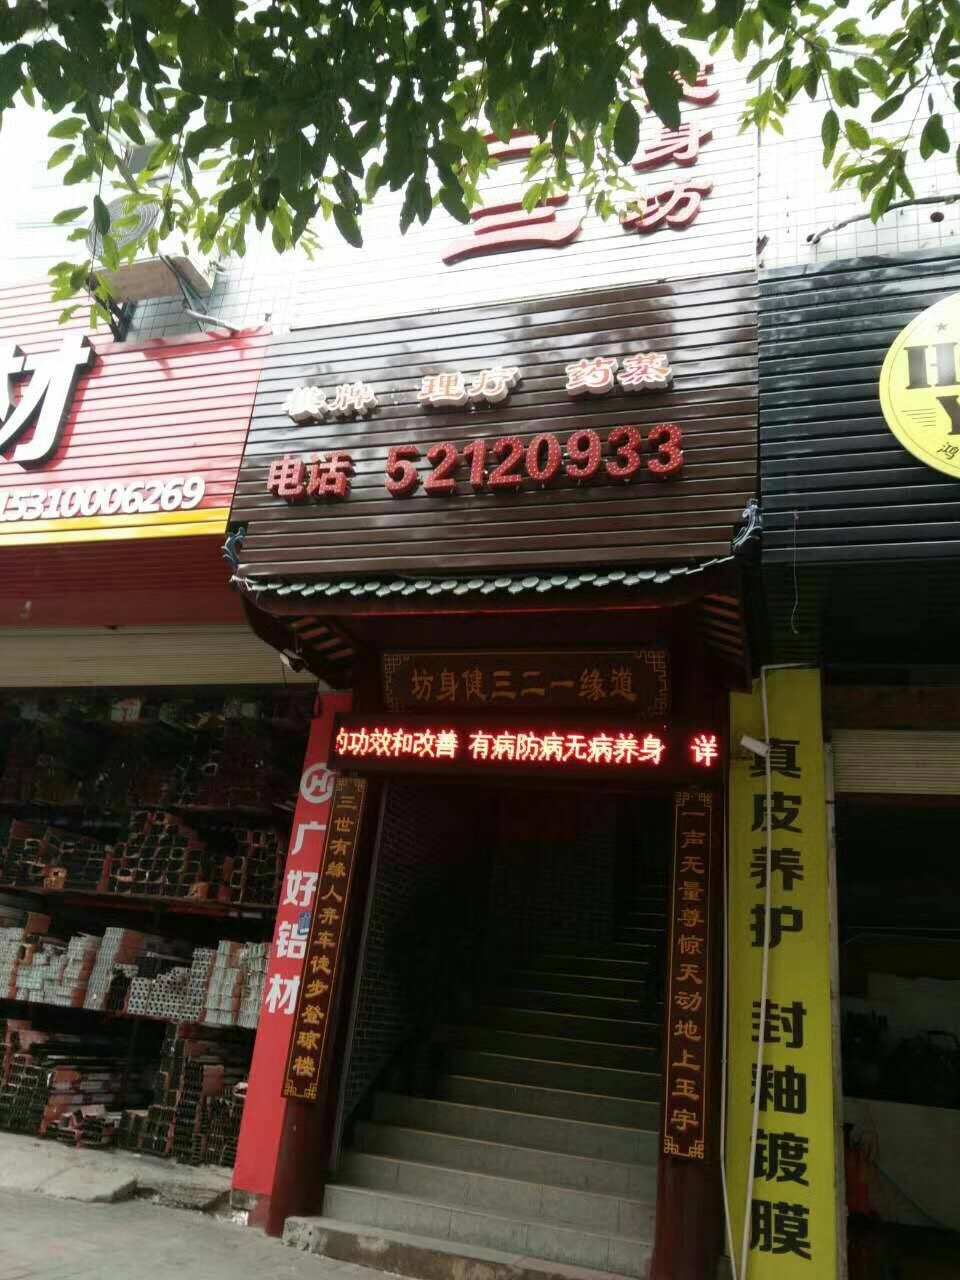 三 身
三 坊
材
15310006269
棋牌 理疗 药蒸
电话 52120933
鸿
坊身健三二一缘道
的功效和改善 有病防病无病养身 详
三世有缘人弃车徒步登琼楼
一声无量尊惊天动地上玉宇
广好铝材
真皮养护 封釉镀膜